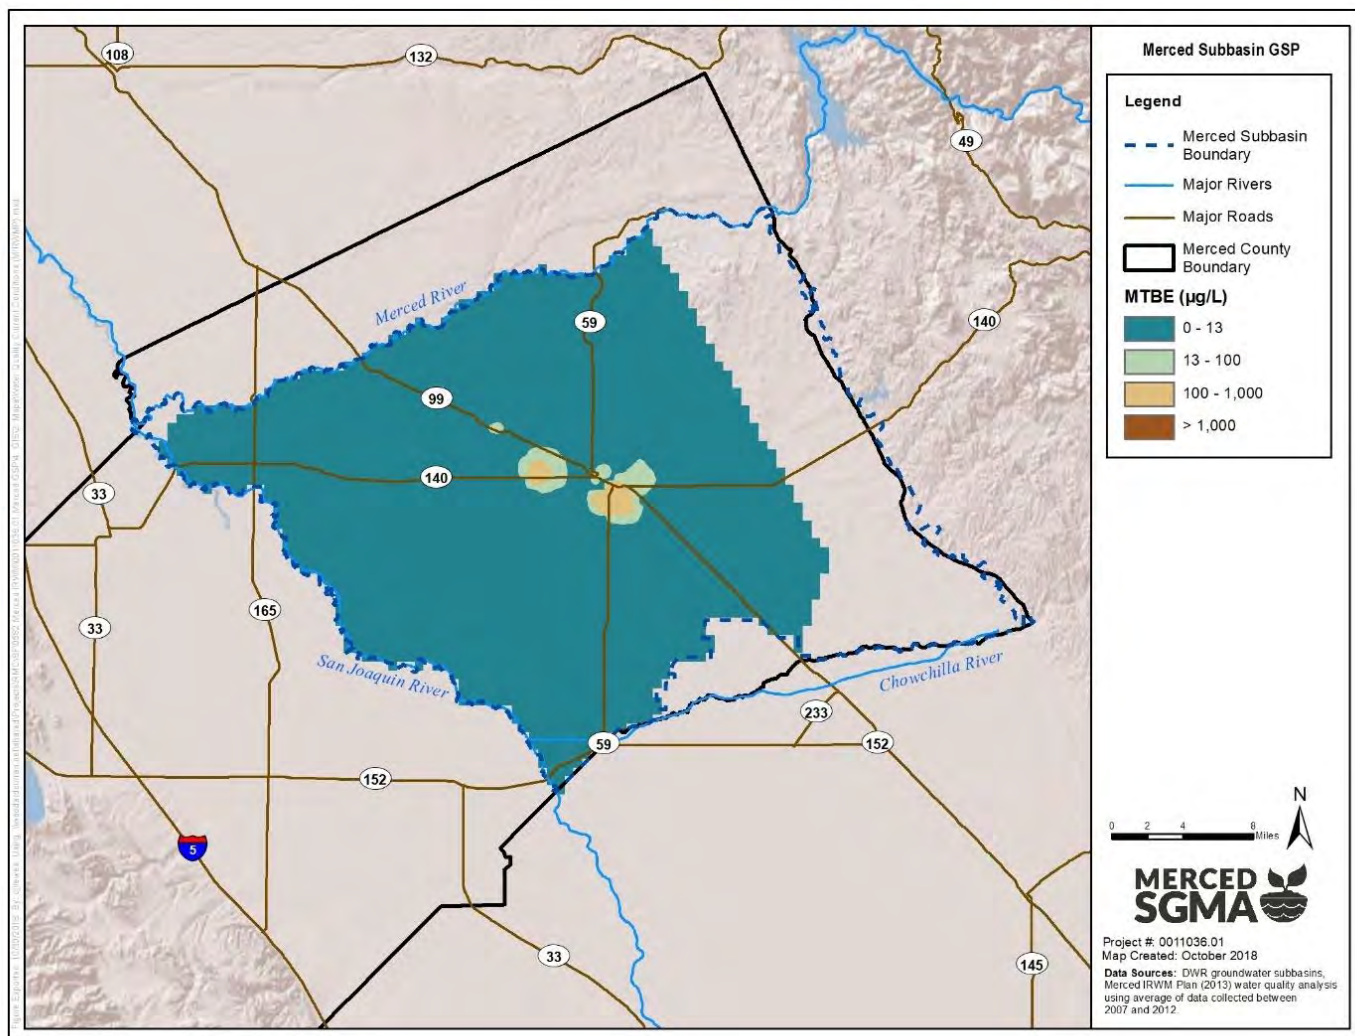 108
132
49
Merced River
59
140
99
140
33
165
33
San Joaquin River
Chowchilla River
233
59
152
152
5
33
145
Merced Subbasin GSP
Legend
Merced Subbasin
Boundary
Major Rivers
Major Roads
Merced County
Boundary
MTBE (µg/L)
0 - 13
13 - 100
100 - 1,000
> 1,000
N
0 2 4 8
Miles
MERCED
SGMA
Project #: 0011036.01
Map Created: October 2018
Data Sources: DWR groundwater subbasins,
Merced IRWM Plan (2013) water quality analysis
using average of data collected between
2007 and 2012.